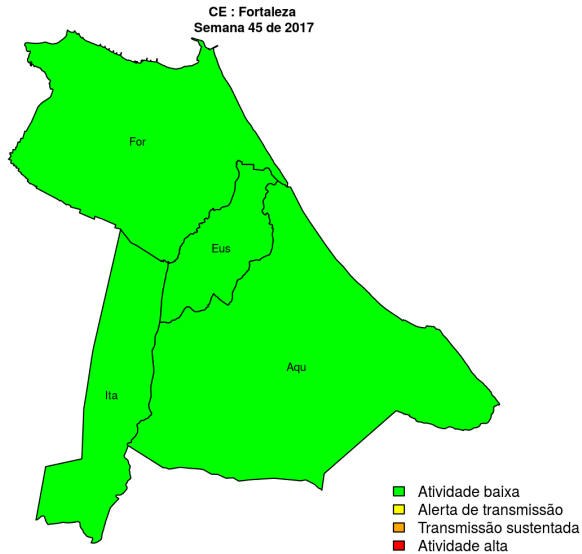 CE : Fortaleza
Semana 45 de 2017
For
Eus
Aqu
Ita
Atividade baixa
Alerta de transmissão
Transmissão sustentada
Atividade alta